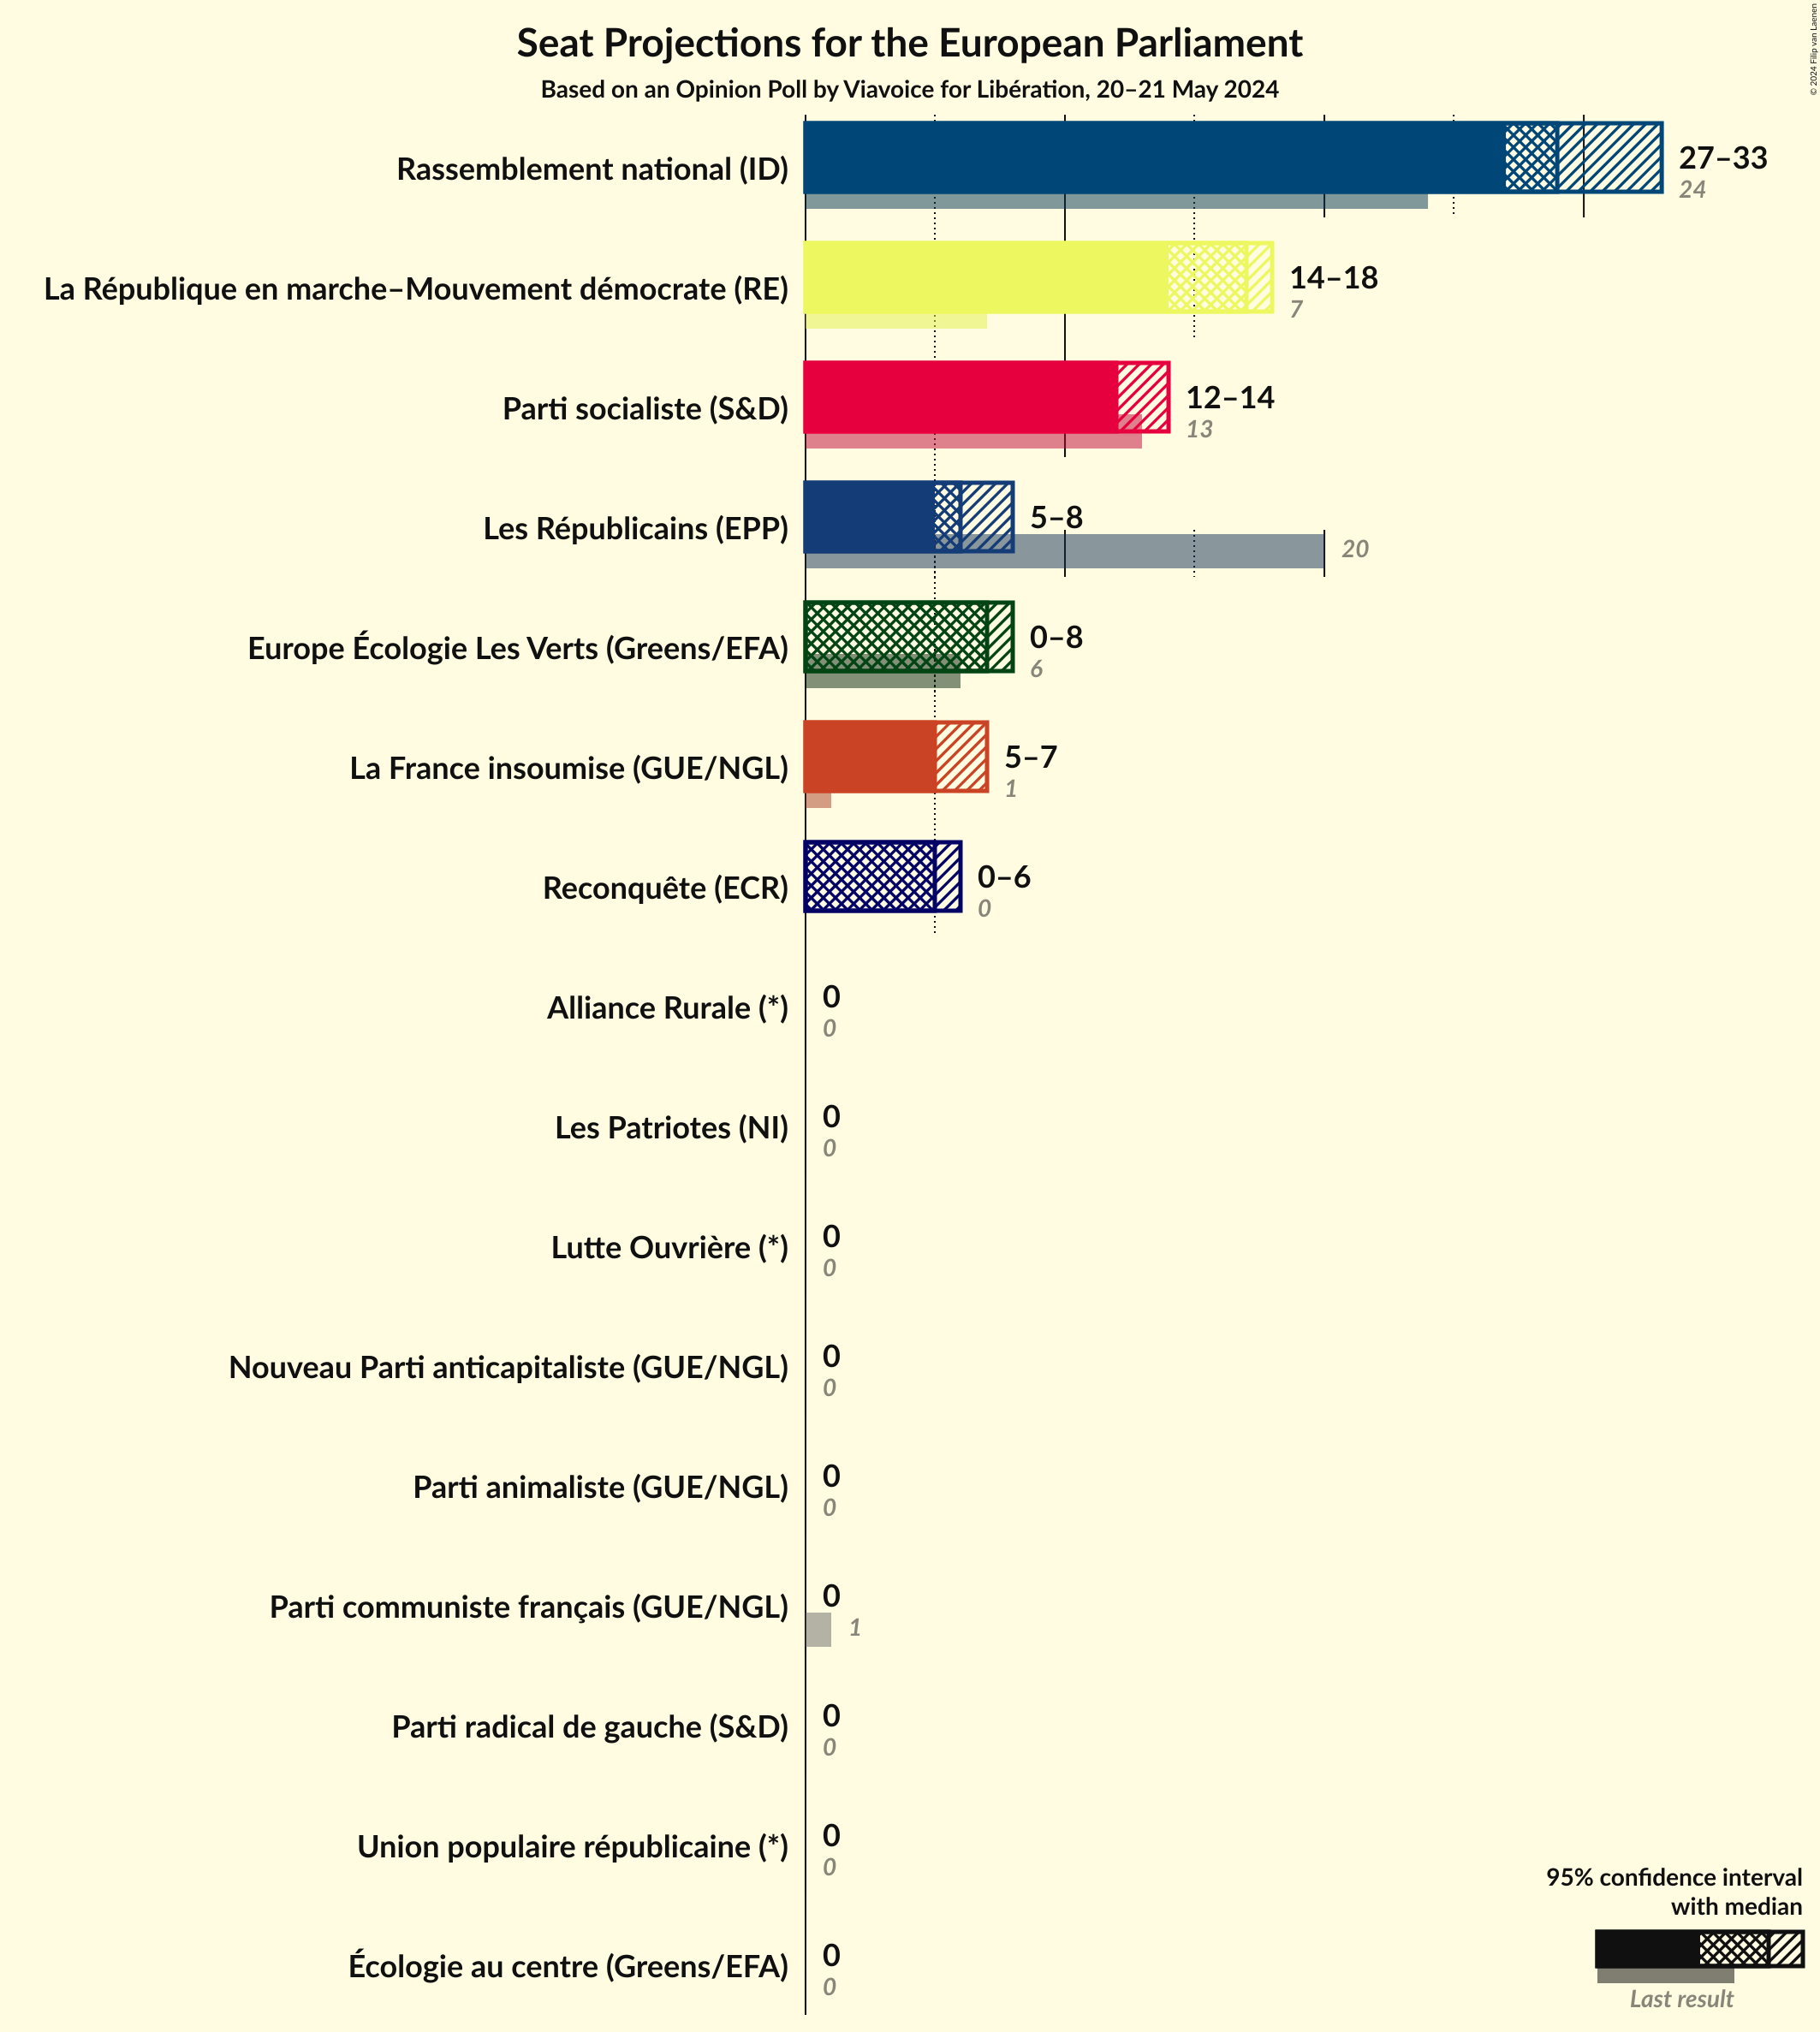 Seat Projections for the European Parliament
Based on an Opinion Poll by Viavoice for Libération, 20–21 May 2024
© 2024 Filip van Laenen
Rassemblement national (ID)
27–33
24
La République en marche–Mouvement démocrate (RE)
14–18
7
Parti socialiste (S&D)
12–14
13
Les Républicains (EPP)
5–8
20
Europe Écologie Les Verts (Greens/EFA)
0–8
6
La France insoumise (GUE/NGL)
5–7
1
Reconquête (ECR)
0–6
0
Alliance Rurale (*)
0
0
Les Patriotes (NI)
0
0
Lutte Ouvrière (*)
0
0
Nouveau Parti anticapitaliste (GUE/NGL)
0
0
Parti animaliste (GUE/NGL)
0
0
Parti communiste français (GUE/NGL)
0
1
Parti radical de gauche (S&D)
0
0
Union populaire républicaine (*)
0
0
Écologie au centre (Greens/EFA)
0
0
95% confidence interval
with median
Last result